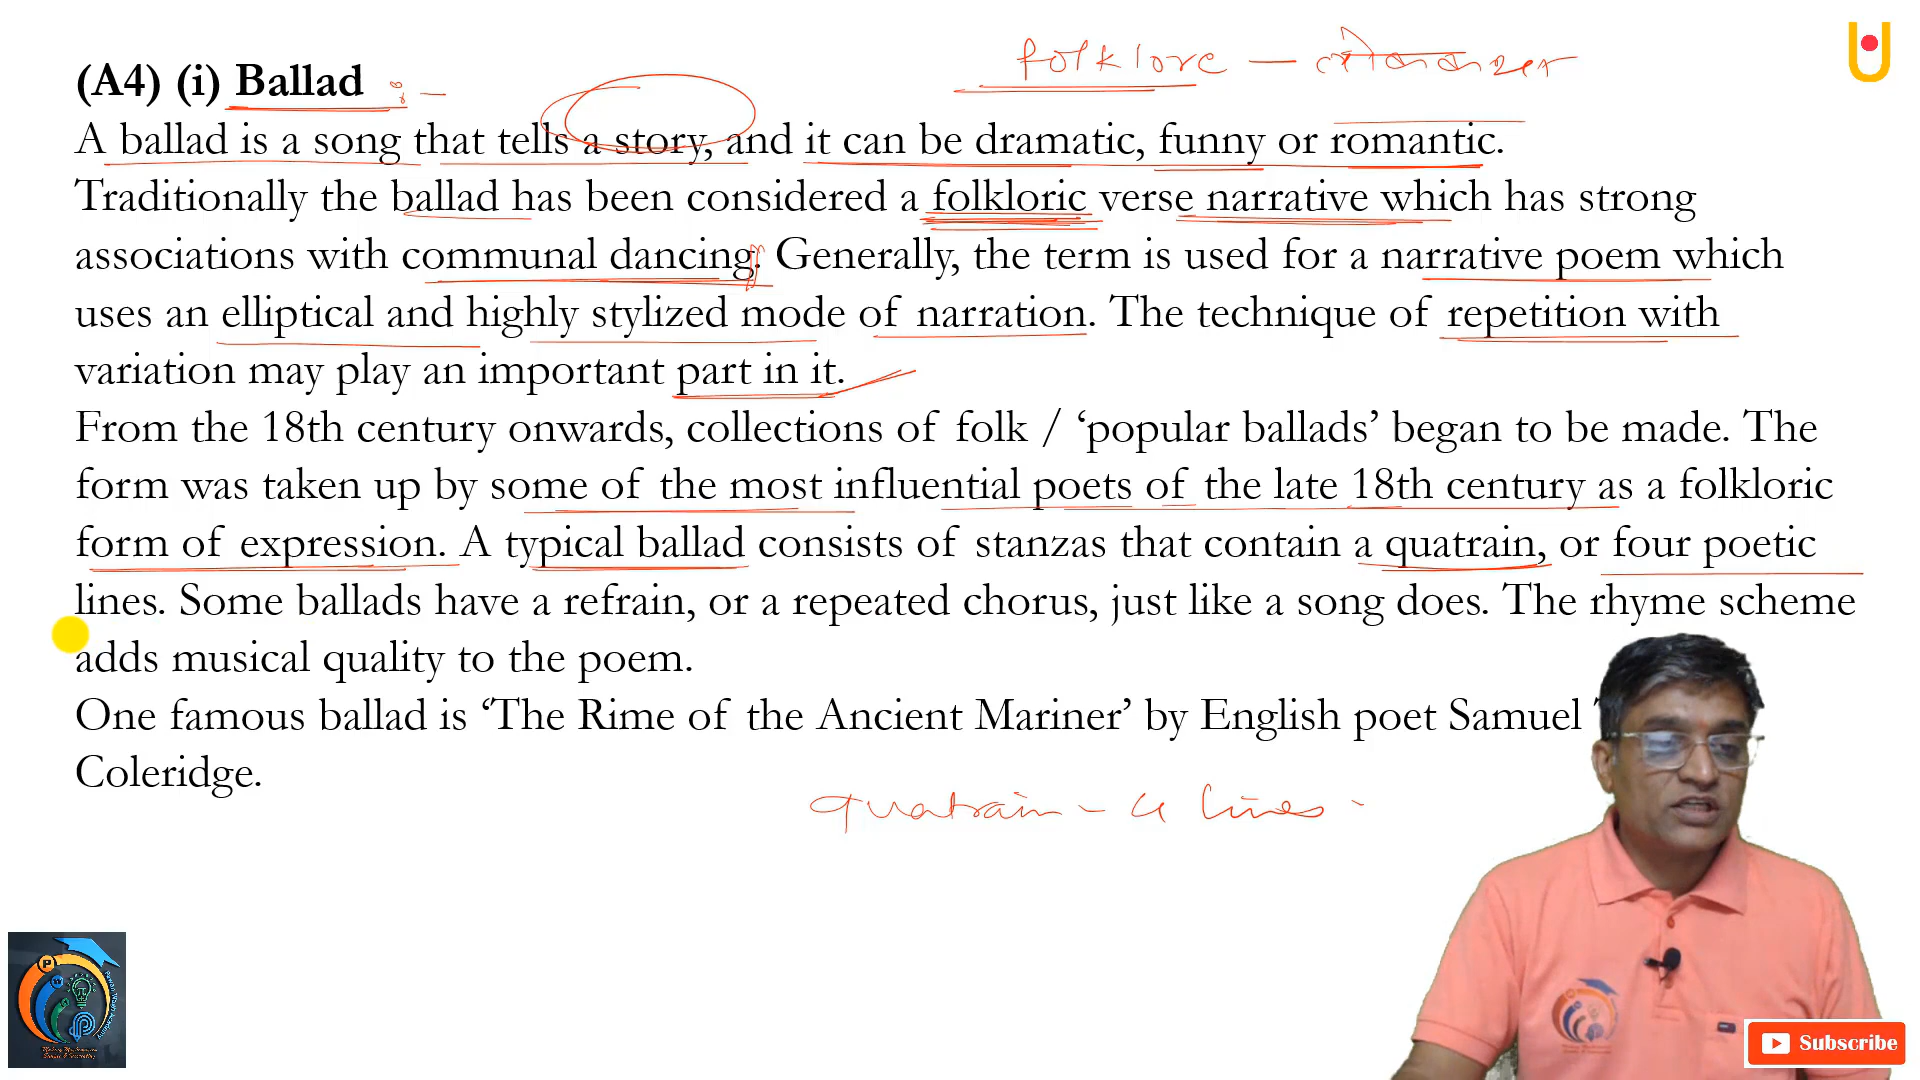 folklore –
(A4) (i) Ballad :-
A ballad is a song that tells a story, and it can be dramatic, funny or romantic.
Traditionally the ballad has been considered a folkloric verse narrative which has strong
associations with communal dancing. Generally, the term is used for a narrative poem which
uses an elliptical and highly stylized mode of narration. The technique of repetition with
variation may play an important part in it.
From the 18th century onwards, collections of folk / ‘popular ballads’ began to be made. The
form was taken up by some of the most influential poets of the late 18th century as a folkloric
form of expression. A typical ballad consists of stanzas that contain a quatrain, or four poetic
lines. Some ballads have a refrain, or a repeated chorus, just like a song does. The rhyme scheme
adds musical quality to the poem.
One famous ballad is ‘The Rime of the Ancient Mariner’ by English poet Samuel
Coleridge.
quatrain – 4 lines
Subscribe